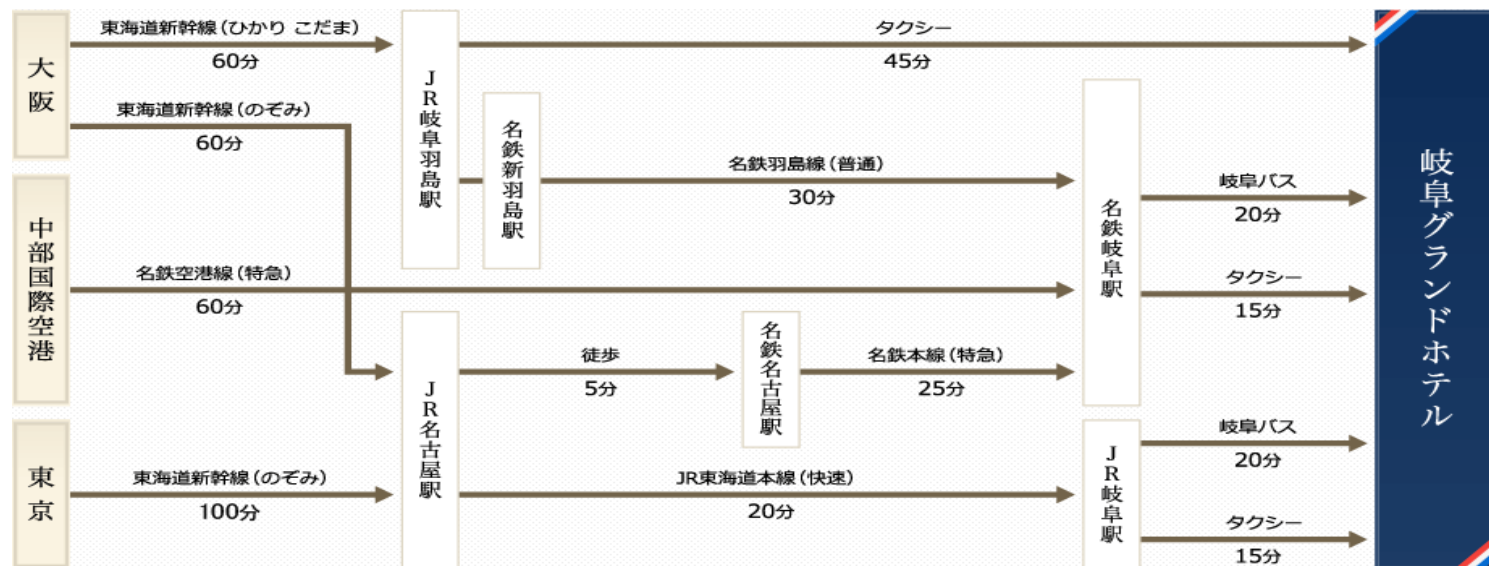 大阪
東海道新幹線(ひかり こだま)
60分
東海道新幹線(のぞみ)
60分
JR岐阜羽島駅
タクシー
45分
名鉄新羽島駅
名鉄羽島線(普通)
30分
中部国際空港
名鉄空港線(特急)
60分
名鉄岐阜駅
岐阜バス
20分
タクシー
15分
東京
東海道新幹線(のぞみ)
100分
JR名古屋駅
徒歩
5分
名鉄名古屋駅
名鉄本線(特急)
25分
JR東海道本線(快速)
20分
JR岐阜駅
岐阜バス
20分
タクシー
15分
岐阜グランドホテル